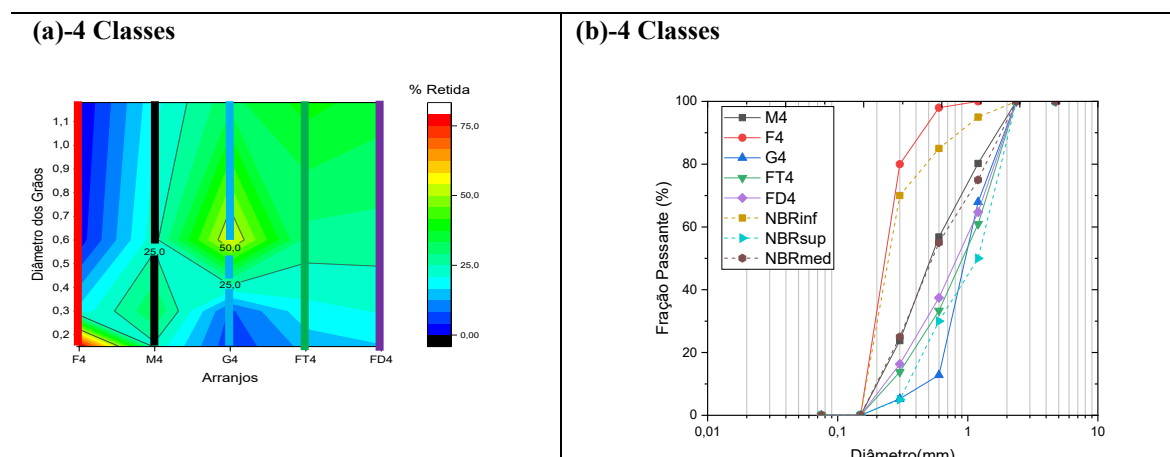 (a)-4 Classes
% Retida
Diâmetro dos Grãos
1,1
1,0
0,9
0,8
0,7
0,6
0,5
0,4
0,3
0,2
25,0
50,0
25,0
F4
M4
G4
FT4
FD4
Arranjos
75,0
50,0
25,0
0,00
(b)-4 Classes
Fração Passante (%)
100
80
60
40
20
0
M4
F4
G4
FT4
FD4
NBRinf
NBRsup
NBRmed
0,01
0,1
1
10
Diâmetro(mm)